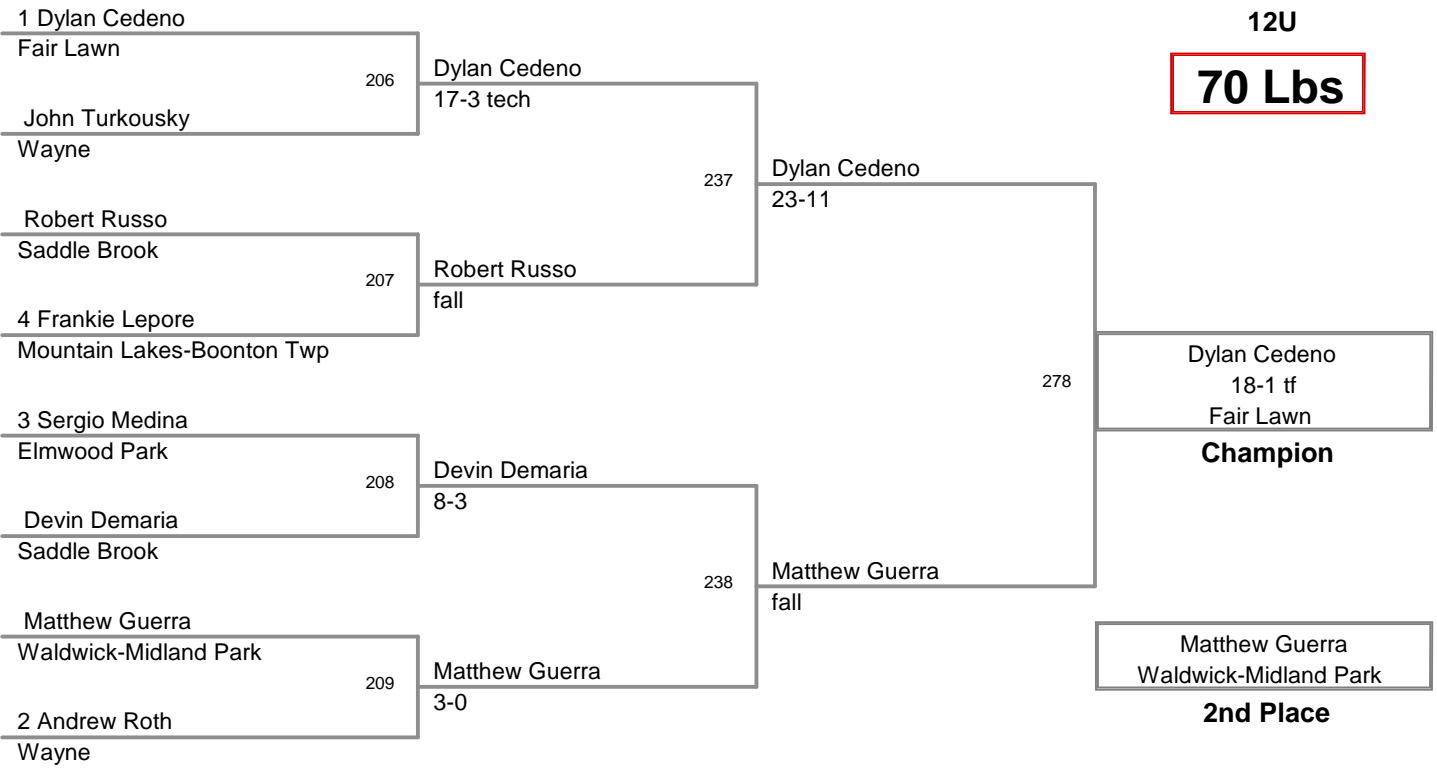 12U
70 Lbs
1 Dylan Cedeno
Fair Lawn
206
John Turkousky
Wayne
Dylan Cedeno
17-3 tech
Robert Russo
Saddle Brook
207
4 Frankie Lepore
Mountain Lakes-Boonton Twp
Robert Russo
fall
237
Dylan Cedeno
23-11
3 Sergio Medina
Elmwood Park
208
Devin Demaria
Saddle Brook
Devin Demaria
8-3
Matthew Guerra
Waldwick-Midland Park
209
2 Andrew Roth
Wayne
Matthew Guerra
3-0
238
Matthew Guerra
fall
278
Dylan Cedeno
18-1 tf
Fair Lawn
Champion
Matthew Guerra
Waldwick-Midland Park
2nd Place